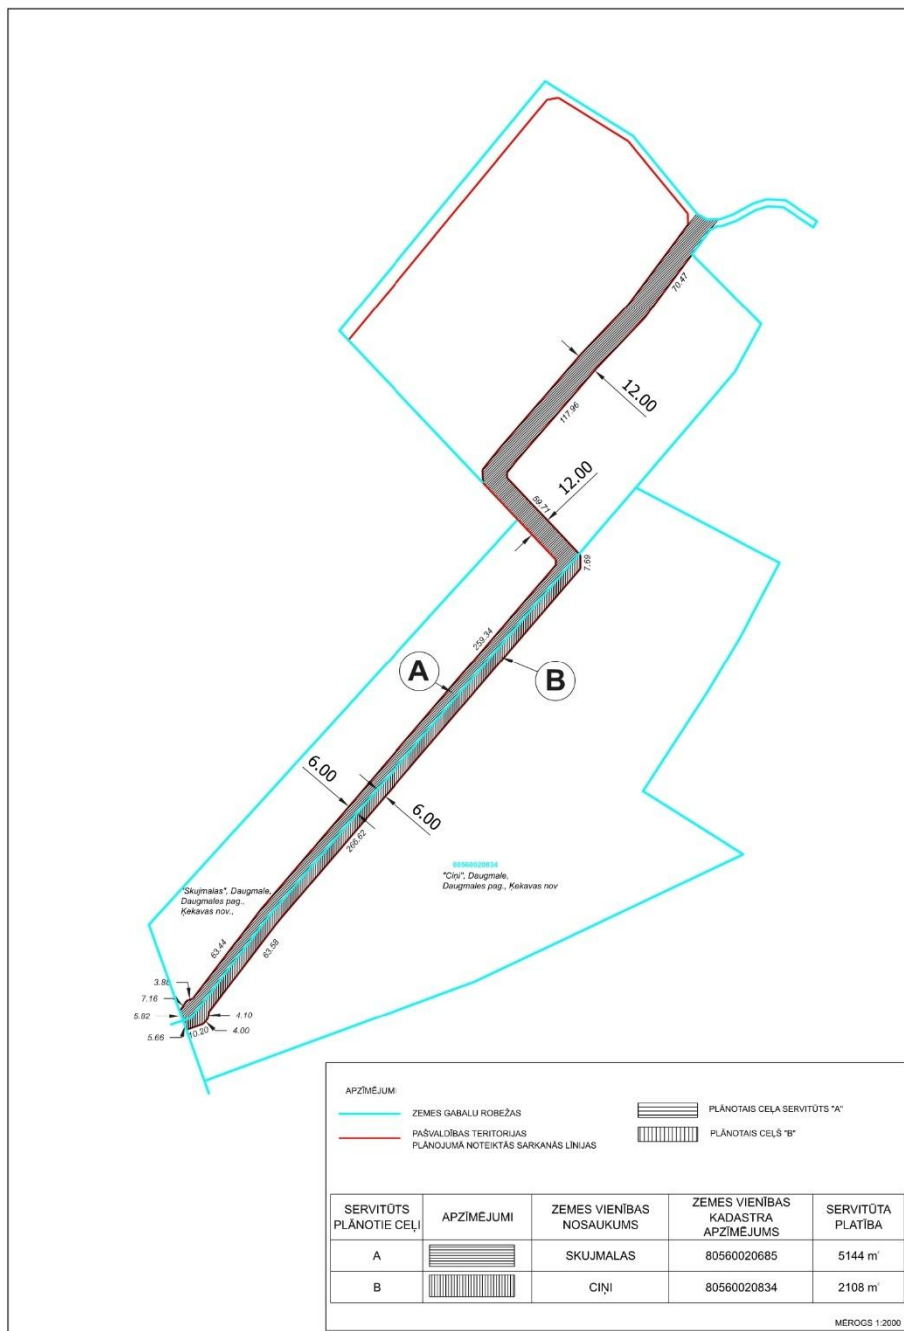 70.47
12.00
117.96
12.00
59.71
7.69
259.34
A
B
6.00
6.00
266.62
80560020834
"Ciņi", Daugmale,
Daugmales pag., Ķekavas nov
"Skujmalas", Daugmale,
Daugmales pag.,
Ķekavas nov.,
63.44
63.58
3.88
7.16
5.82
4.10
5.66
10.20
4.00
APZĪMĒJUMI
ZEMES GABALU ROBEŽAS
PLĀNOTAIS CEĻA SERVITŪTS "A"
PAŠVALDĪBAS TERITORIJAS
PLĀNOJUMĀ NOTEIKTĀS SARKANĀS LĪNIJAS
PLĀNOTAIS CEĻŠ "B"
SERVITŪTS PLĀNOTIE CEĻI APZĪMĒJUMI ZEMES VIENĪBAS NOSAUKUMS ZEMES VIENĪBAS KADASTRA APZĪMĒJUMS SERVITŪTA PLATĪBA
A SKUJMALAS 80560020685 5144 m²
B CIŅI 80560020834 2108 m²
MĒROGS 1:2000